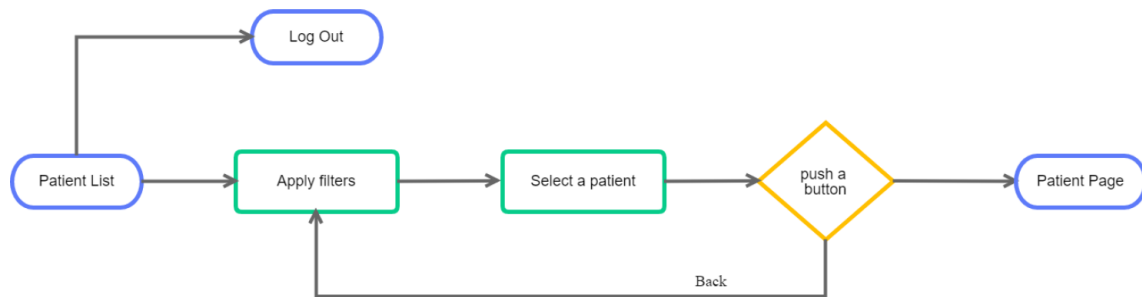 Log Out
Patient List
Apply filters
Select a patient
push a
button
Patient Page
Back